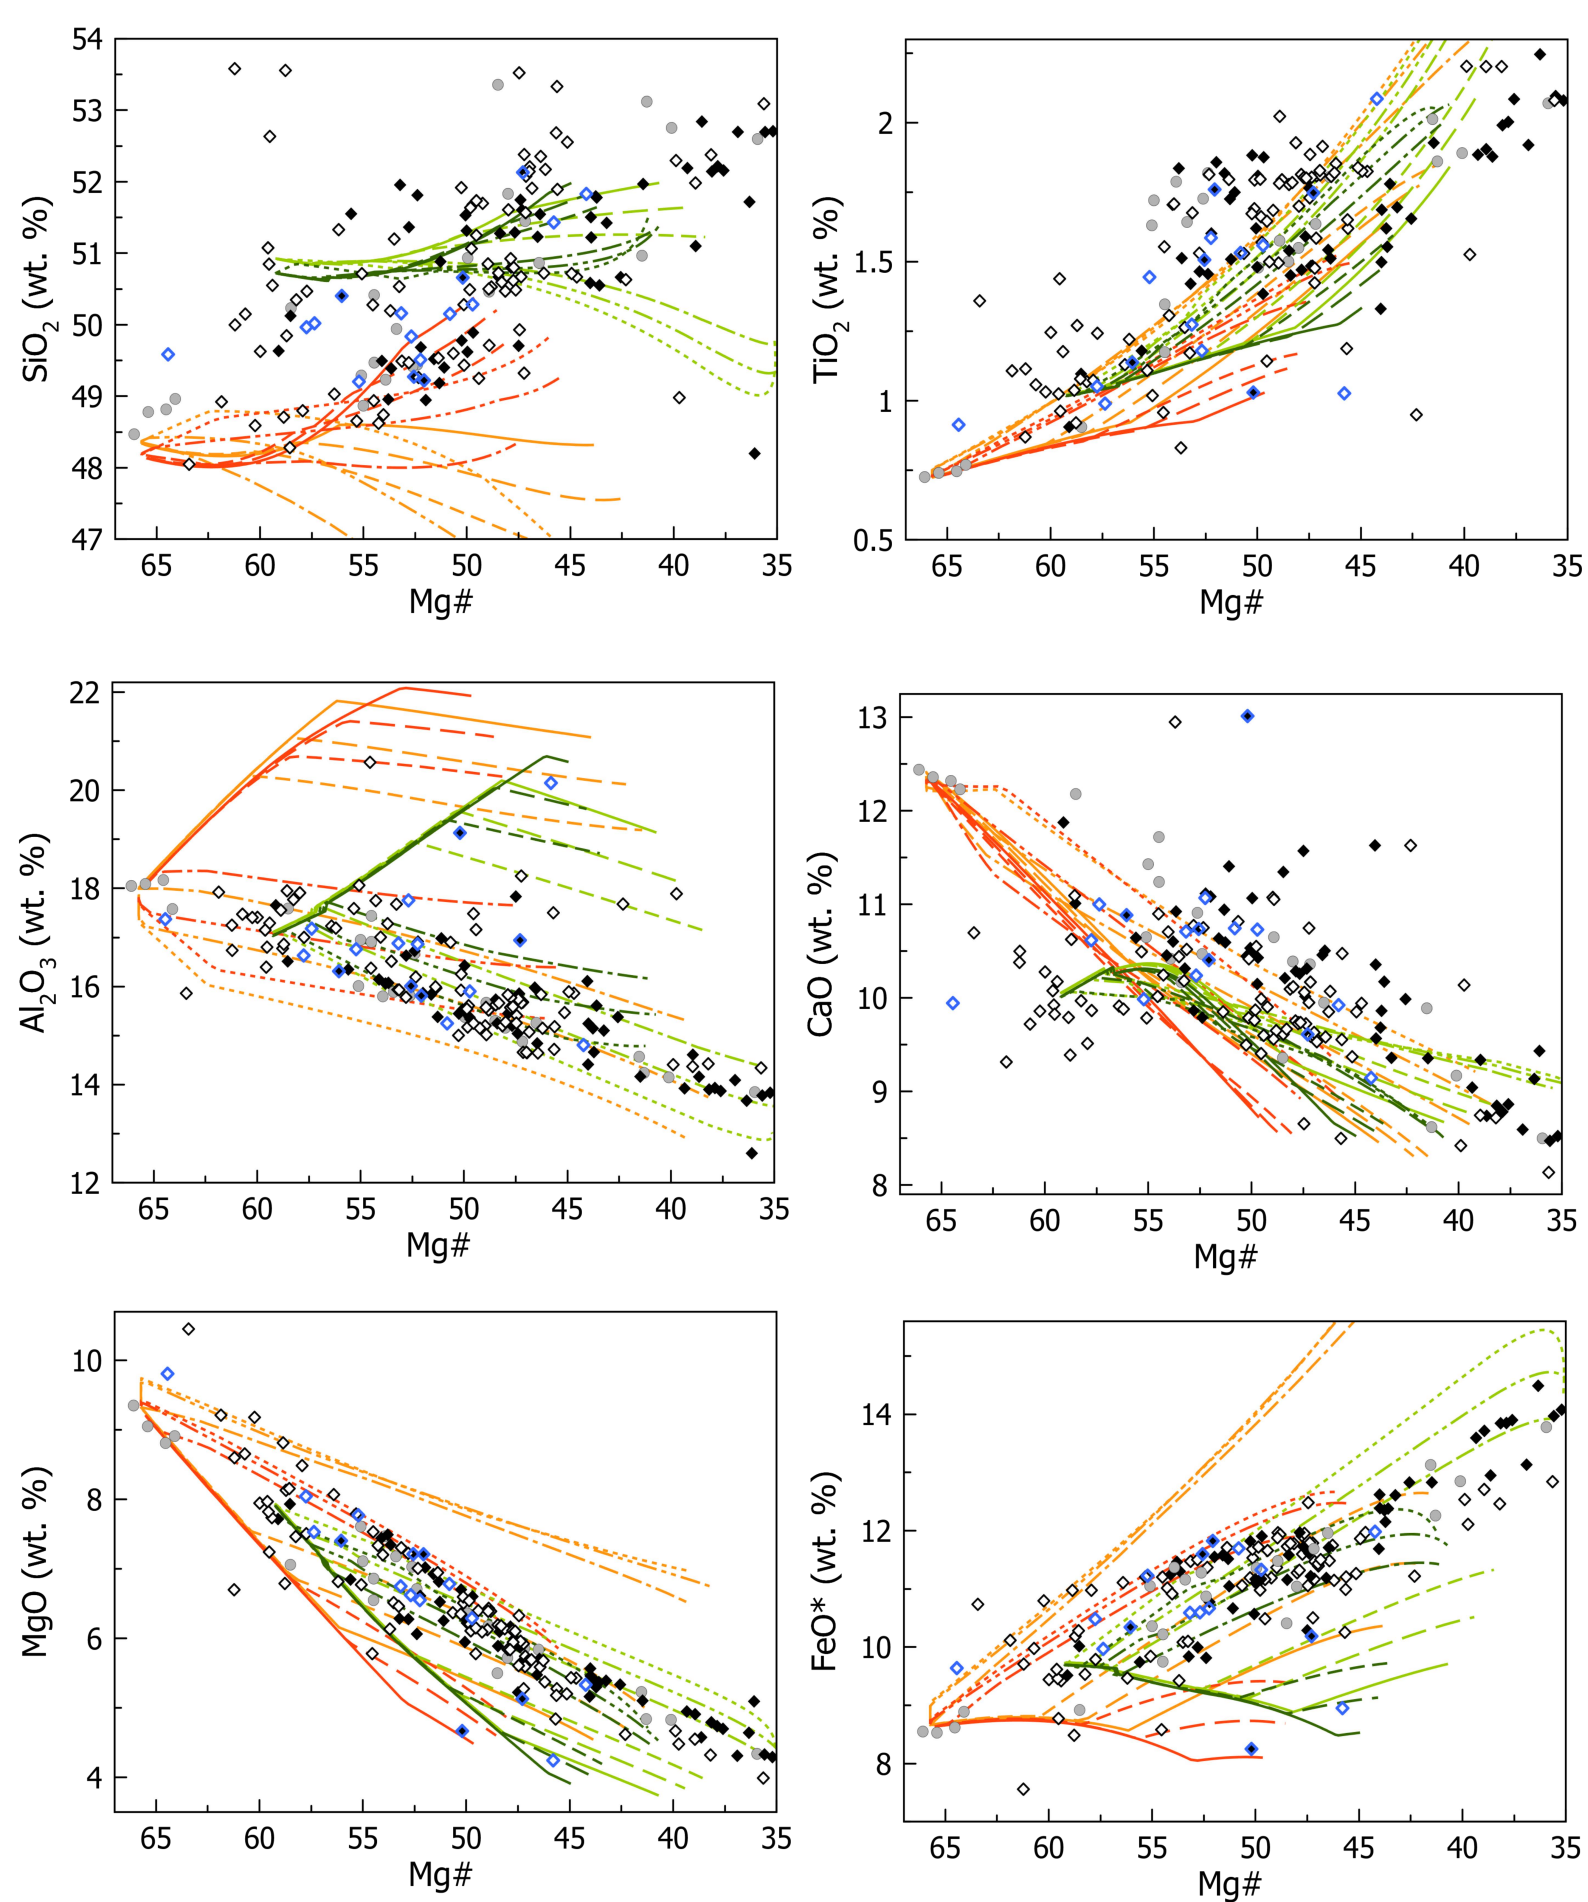 54
53
52
51
50
49
48
47
SiO2 (wt. %)
65 60 55 50 45 40 35
Mg#
2
1.5
1
0.5
TiO2 (wt. %)
65 60 55 50 45 40 35
Mg#
22
20
18
16
14
12
Al2O3 (wt. %)
65 60 55 50 45 40 35
Mg#
13
12
11
10
9
8
CaO (wt. %)
65 60 55 50 45 40 35
Mg#
10
8
6
4
MgO (wt. %)
65 60 55 50 45 40 35
Mg#
14
12
10
8
FeO* (wt. %)
65 60 55 50 45 40 35
Mg#